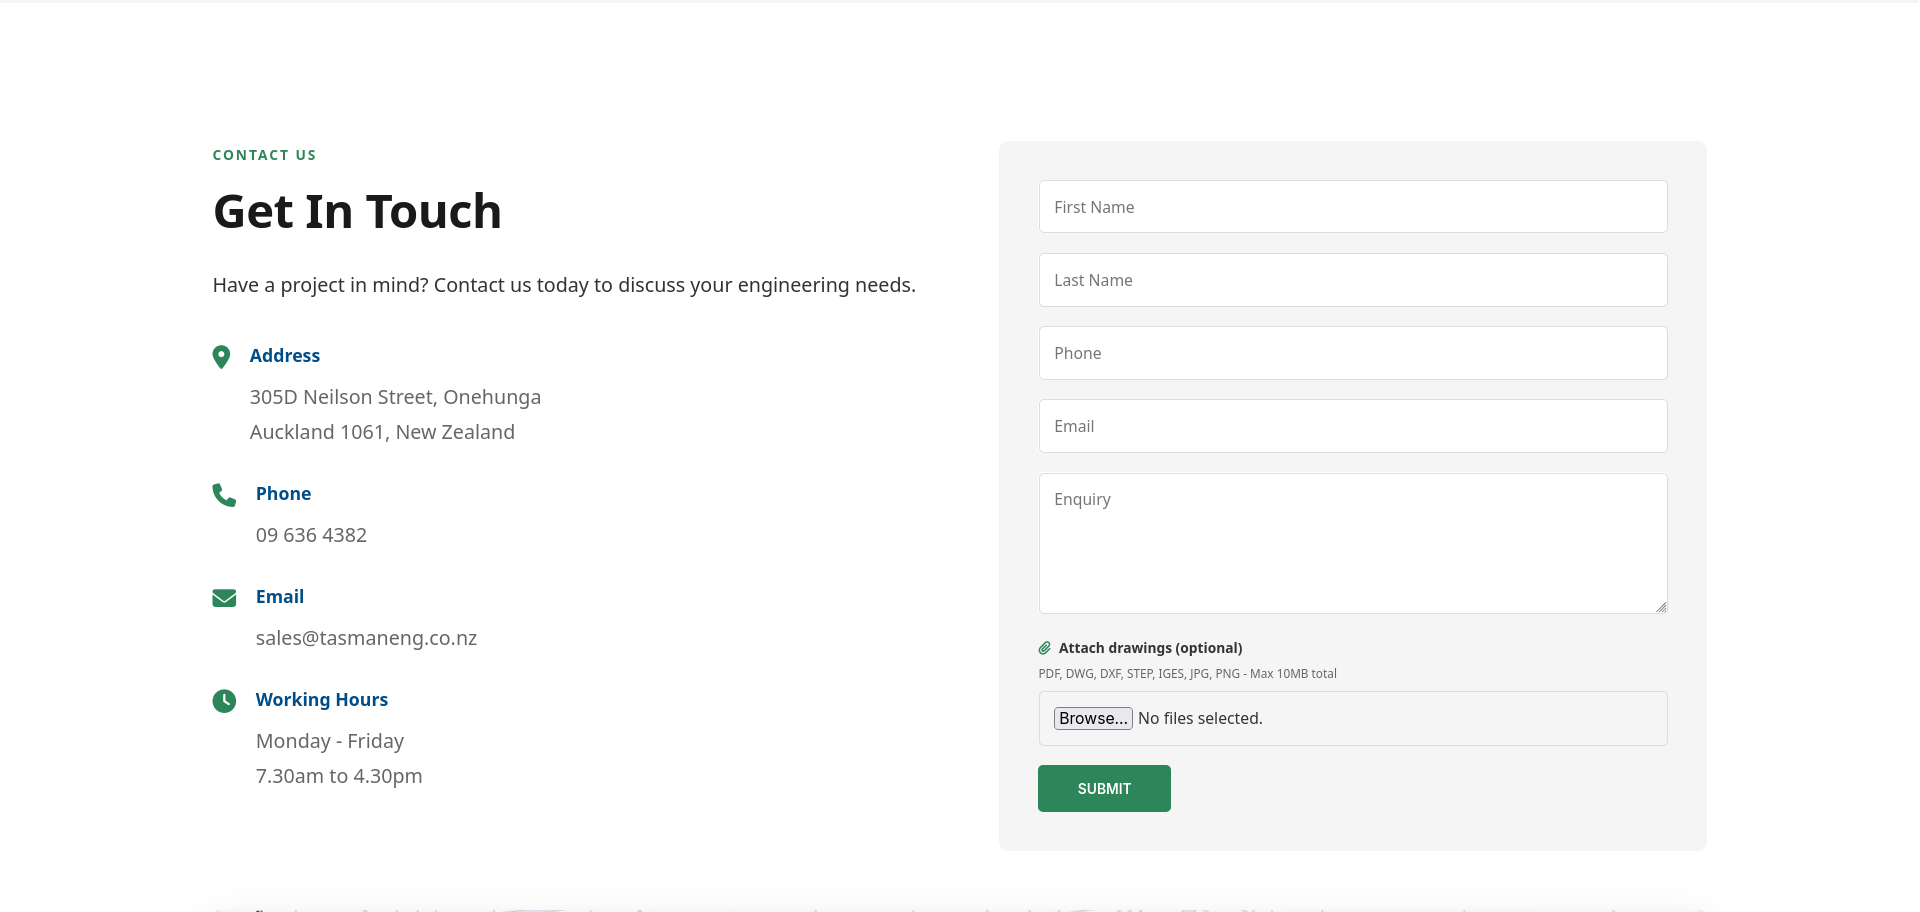 CONTACT US
Get In Touch
Have a project in mind? Contact us today to discuss your engineering needs.
Address
305D Neilson Street, Onehunga
Auckland 1061, New Zealand
Phone
09 636 4382
Email
sales@tasmaneng.co.nz
Working Hours
Monday - Friday
7.30am to 4.30pm
First Name
Last Name
Phone
Email
Enquiry
Attach drawings (optional)
PDF, DWG, DXF, STEP, IGES, JPG, PNG - Max 10MB total
Browse... No files selected.
SUBMIT